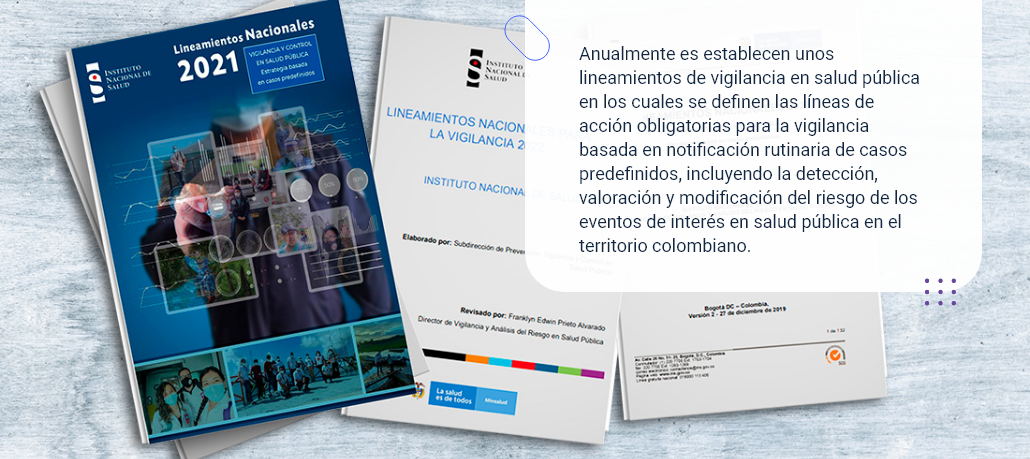 Lineamientos Nacionales
2021
VIGILANCIA Y CONTROL
EN SALUD PÚBLICA
Estrategia basada
en casos predefinidos
INSTITUTO
NACIONAL DE
SALUD
INSTITUTO
NACIONAL DE
SALUD
LINEAMIENTOS NACIONALES
LA VIGILANCIA
INSTITUTO NACIONAL
Elaborado por: Subdirección de
Revisado por: Franklyn Edwin Prieto Alvarado
Director de Vigilancia y Análisis del Riesgo en Salud Pública
La salud
es de todos
Minsalud
Anualmente es establecen unos
lineamientos de vigilancia en salud pública
en los cuales se definen las líneas de
acción obligatorias para la vigilancia
basada en notificación rutinaria de casos
predefinidos, incluyendo la detección,
valoración y modificación del riesgo de los
eventos de interés en salud pública en el
territorio colombiano.
Bogotá DC – Colombia,
Versión 2 - 27 de diciembre de 2019